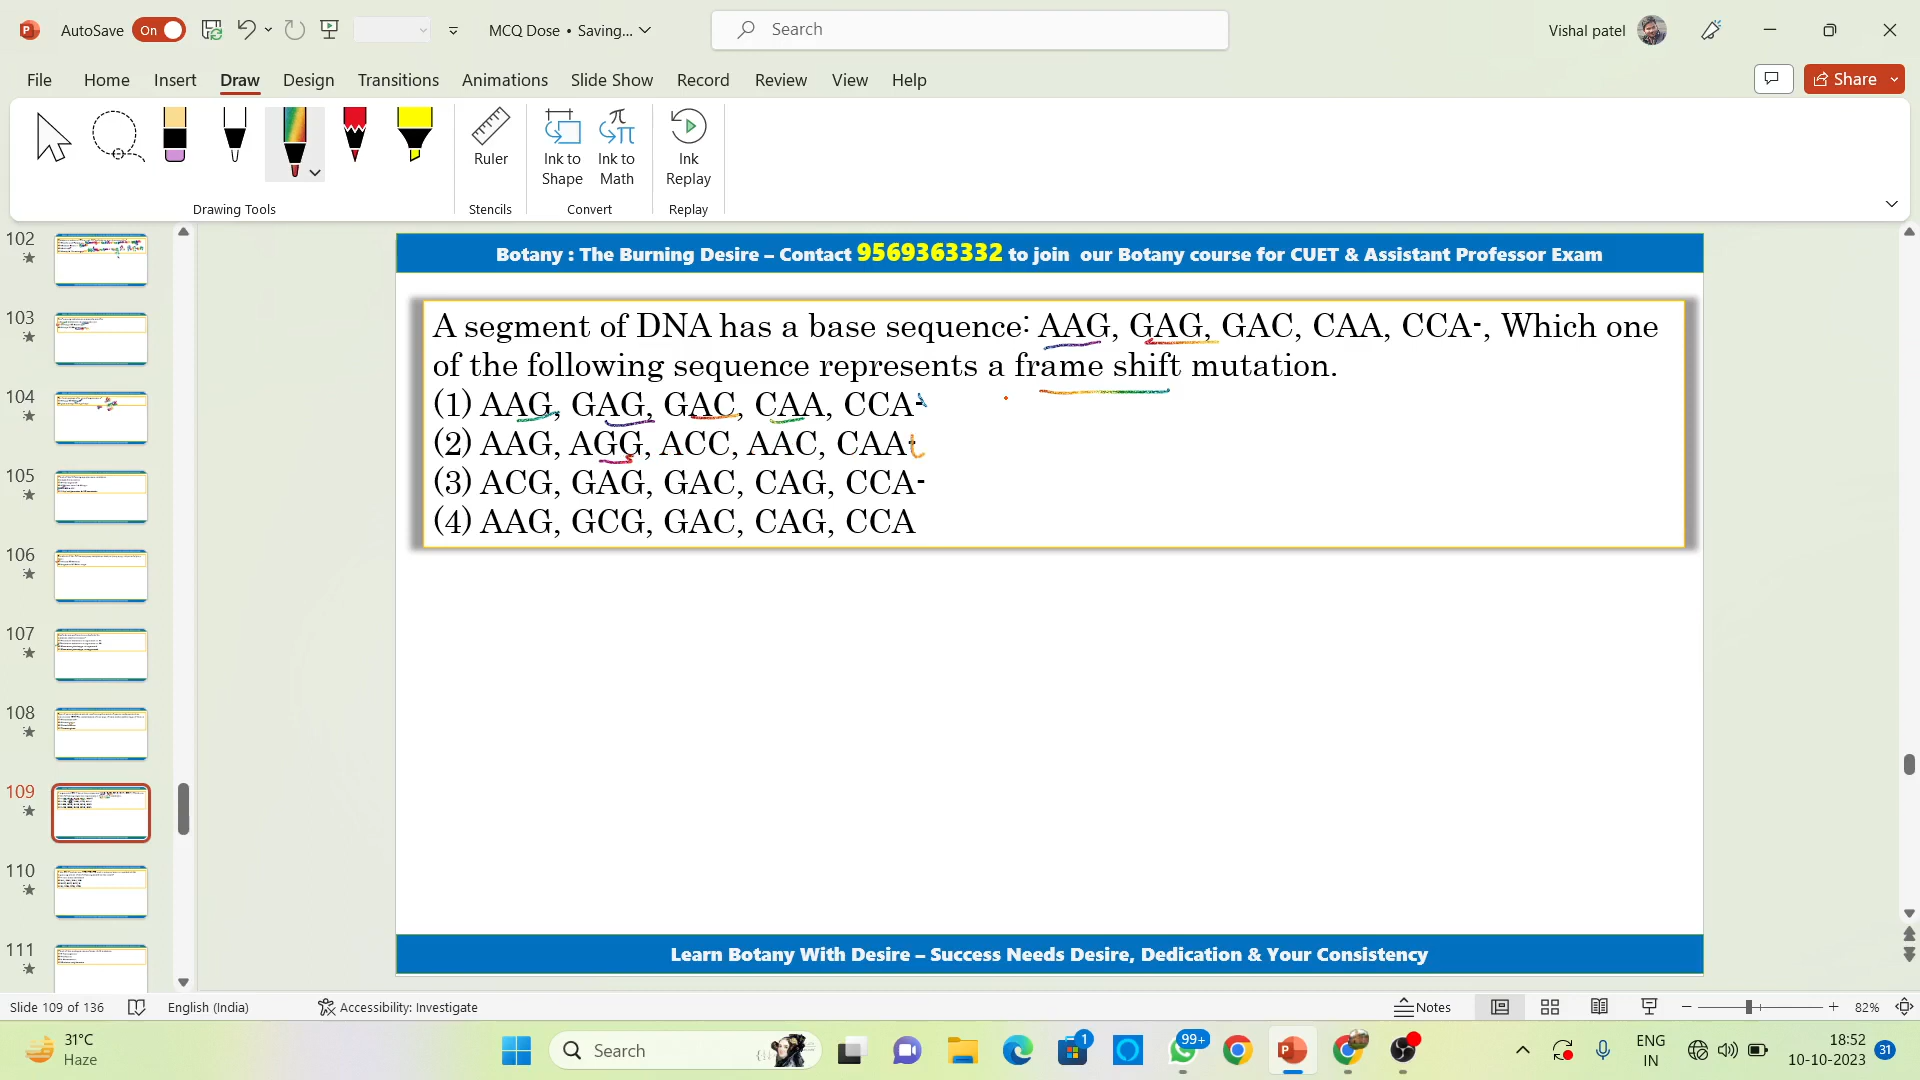 AutoSave On MCQ Dose • Saving... Search Vishal patel
File Home Insert Draw Design Transitions Animations Slide Show Record Review View Help Share
Ruler
Ink to Shape
Ink to Math
Ink Replay
Drawing Tools Stencils Convert Replay
102
103
104
105
106
107
108
109
110
111
Botany : The Burning Desire – Contact 9569363332 to join our Botany course for CUET & Assistant Professor Exam
A segment of DNA has a base sequence: AAG, GAG, GAC, CAA, CCA-, Which one
of the following sequence represents a frame shift mutation.
(1) AAG, GAG, GAC, CAA, CCA-
(2) AAG, AGG, ACC, AAC, CAA-
(3) ACG, GAG, GAC, CAG, CCA-
(4) AAG, GCG, GAC, CAG, CCA
Learn Botany With Desire – Success Needs Desire, Dedication & Your Consistency
Slide 109 of 136 English (India) Accessibility: Investigate Notes 82%
31°C
Haze
Search
1
99+
ENG
IN
18:52
10-10-2023
31